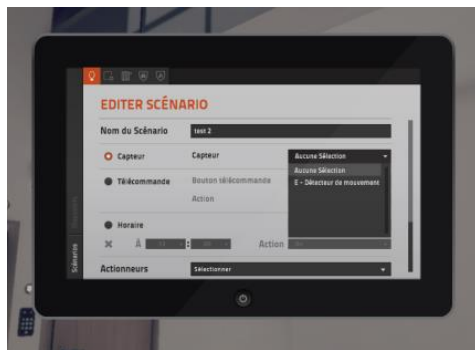 EDITER SCÉNARIO
Nom du Scénario test 2
Capteur Capteur Aucune Sélection
Aucune Sélection
E - Détecteur de mouvement
Télécommande Bouton télécommande
Action
Horaire
À : Action
Actionneurs Sélectionner
Scénarios